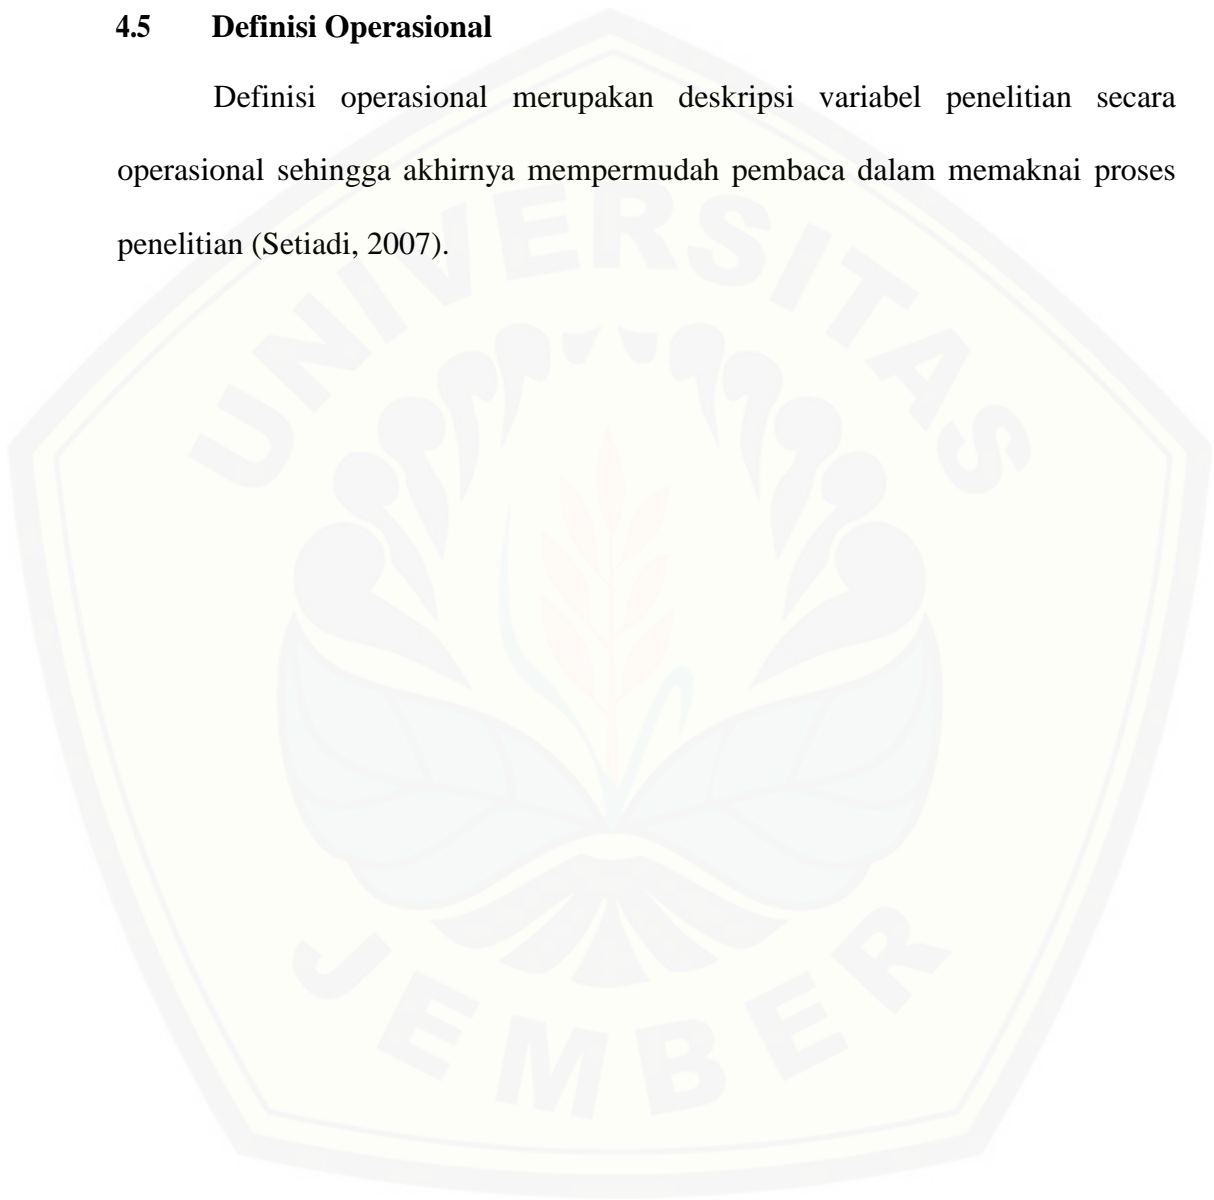 4.5 Definisi Operasional
Definisi operasional merupakan deskripsi variabel penelitian secara
operasional sehingga akhirnya mempermudah pembaca dalam memaknai proses
penelitian (Setiadi, 2007).
UNIVERSITAS
JEMBER